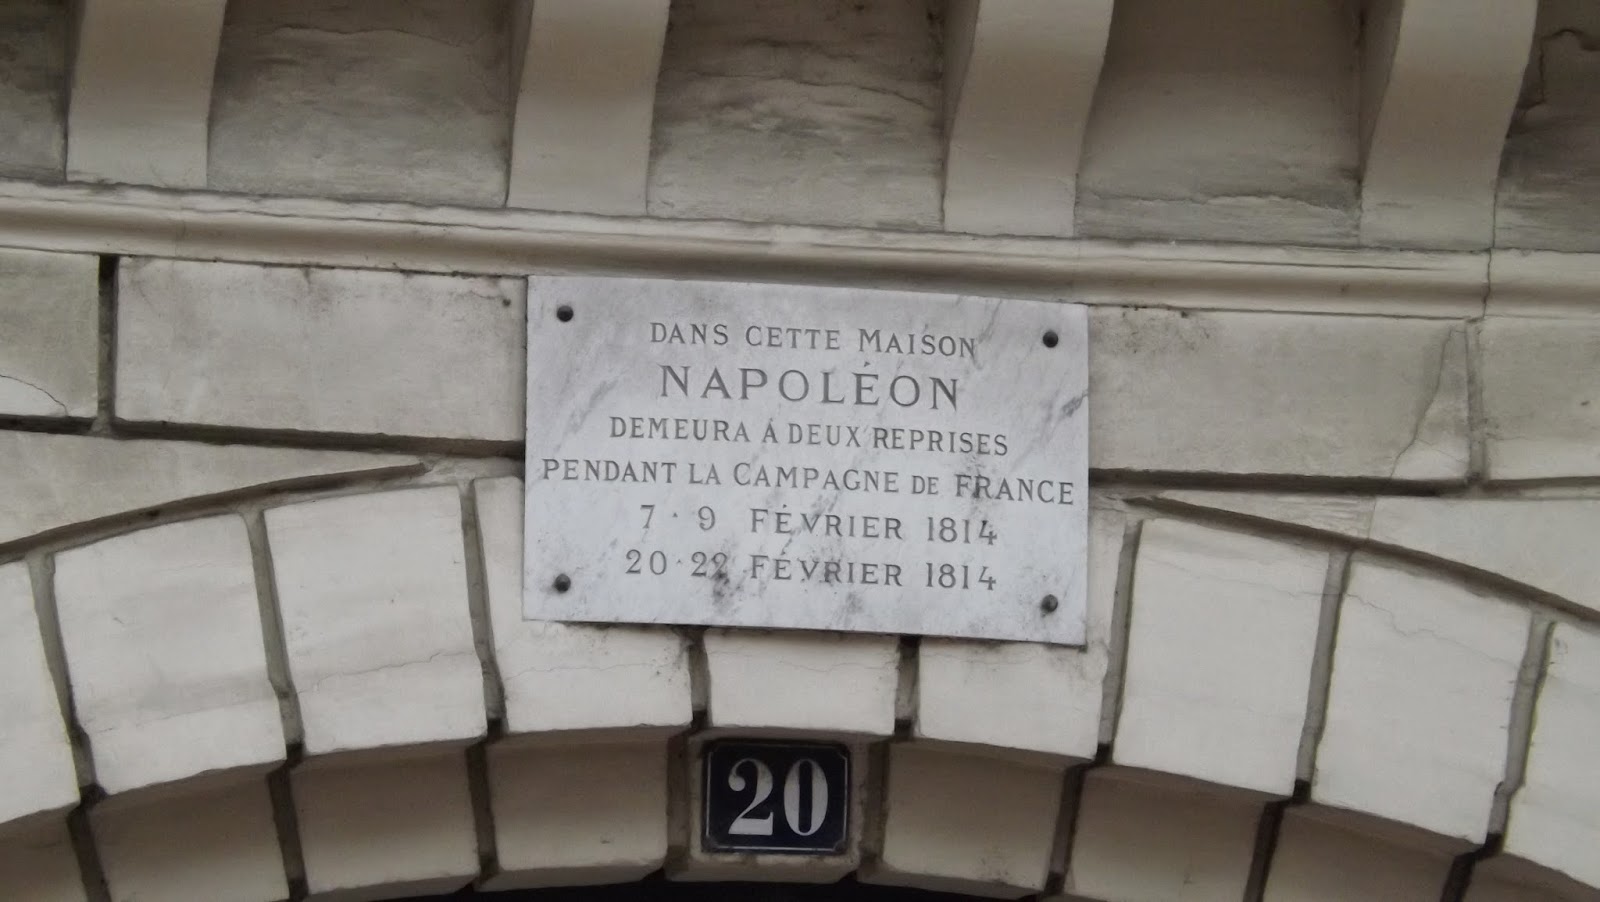 DANS CETTE MAISON
NAPOLÉON
DEMEURA À DEUX REPRISES
PENDANT LA CAMPAGNE DE FRANCE
7 · 9 FÉVRIER 1814
20 · 22 FÉVRIER 1814
20